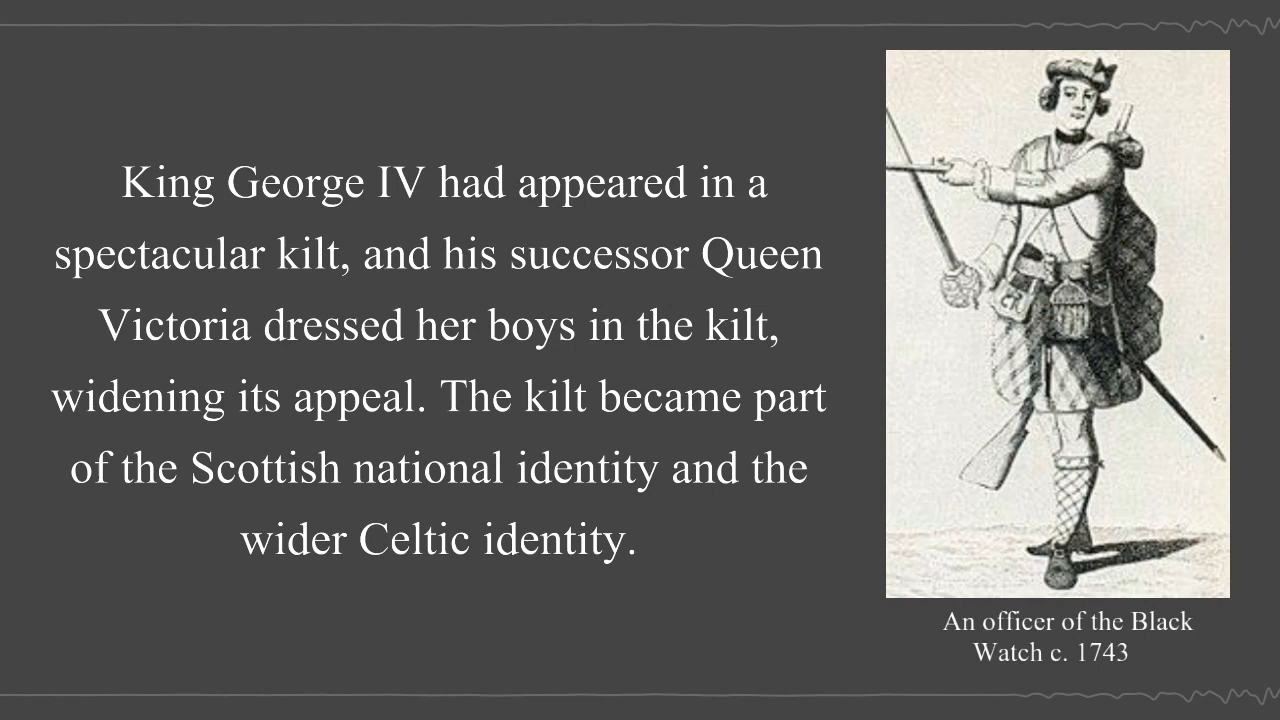 King George IV had appeared in a
spectacular kilt, and his successor Queen
Victoria dressed her boys in the kilt,
widening its appeal. The kilt became part
of the Scottish national identity and the
wider Celtic identity.
An officer of the Black
Watch c. 1743